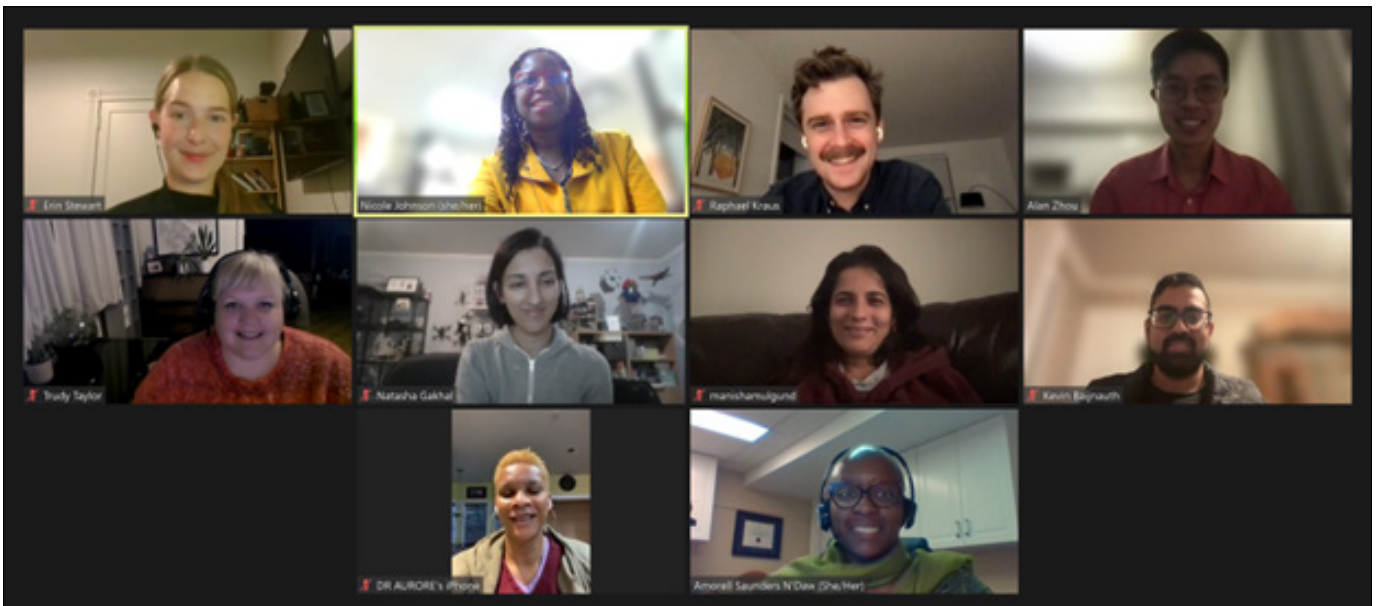 Erin Stewart
Nicole Johnson (she/her)
Raphael Kraus
Alan Zhou
Trudy Taylor
Natasha Gakhal
manishamulgund
Kevin Baijnauth
DR AURORE's iPhone
Amorell Saunders N'Daw (She/Her)